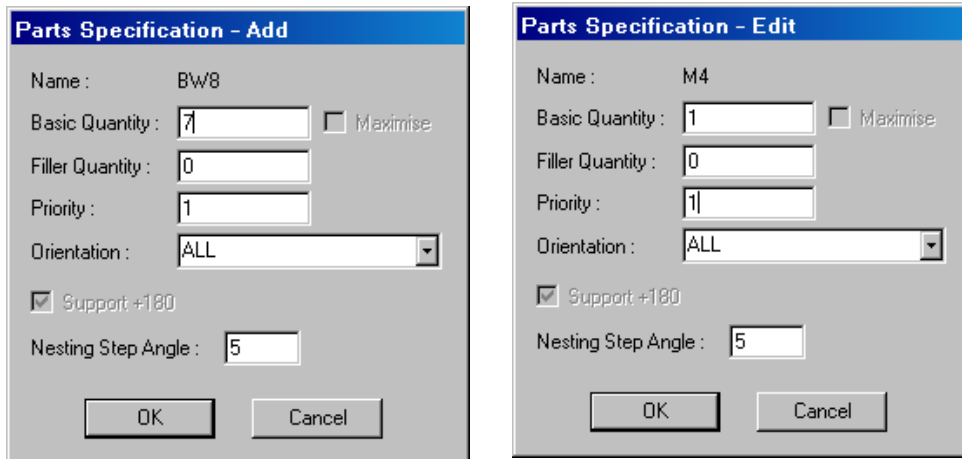 Parts Specification - Add
Name : BW8
Basic Quantity : 7 Maximise
Filler Quantity : 0
Priority : 1
Orientation : ALL
Support +180
Nesting Step Angle : 5
OK Cancel
Parts Specification - Edit
Name : M4
Basic Quantity : 1 Maximise
Filler Quantity : 0
Priority : 1
Orientation : ALL
Support +180
Nesting Step Angle : 5
OK Cancel